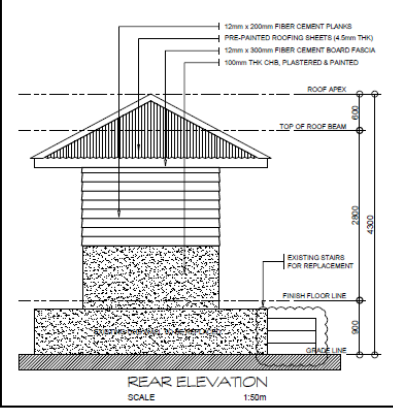 12mm x 200mm FIBER CEMENT PLANKS
PRE-PAINTED ROOFING SHEETS (4.5mm THK)
12mm x 300mm FIBER CEMENT BOARD FASCIA
100mm THK CHB, PLASTERED & PAINTED
ROOF APEX
600
TOP OF ROOF BEAM
2800
4300
EXISTING STAIRS
FOR REPLACEMENT
FINISH FLOOR LINE
900
GRADE LINE
REAR ELEVATION
SCALE 1:50m